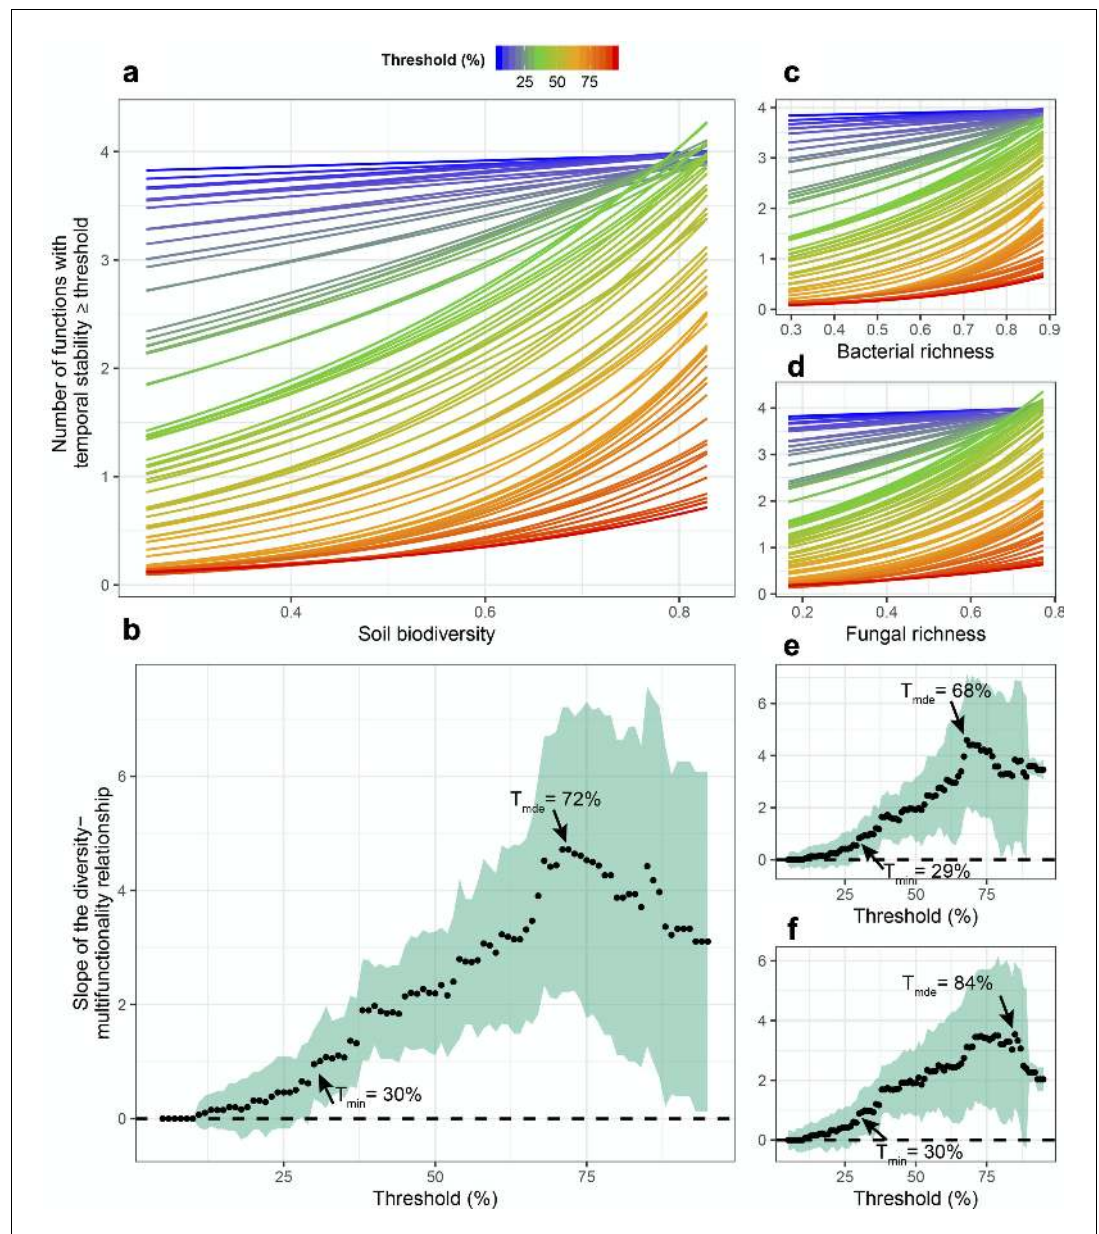 Threshold (%)
25 50 75
a
4
3
2
1
0
0.4 0.6 0.8
Number of functions with
temporal stability ≥ threshold
Soil biodiversity
c
4
3
2
1
0
0.3 0.4 0.5 0.6 0.7 0.8 0.9
Bacterial richness
d
4
3
2
1
0
0.2 0.4 0.6 0.8
Fungal richness
b
6
4
2
0
25 50 75
Slope of the diversity−
multifunctionality relationship
Tmde= 72%
Tmin= 30%
Threshold (%)
e
6
4
2
0
Tmde= 68%
Tmin= 29%
25 75
Threshold (%)
f
6
4
2
0
Tmde= 84%
Tmin= 30%
25 75
Threshold (%)